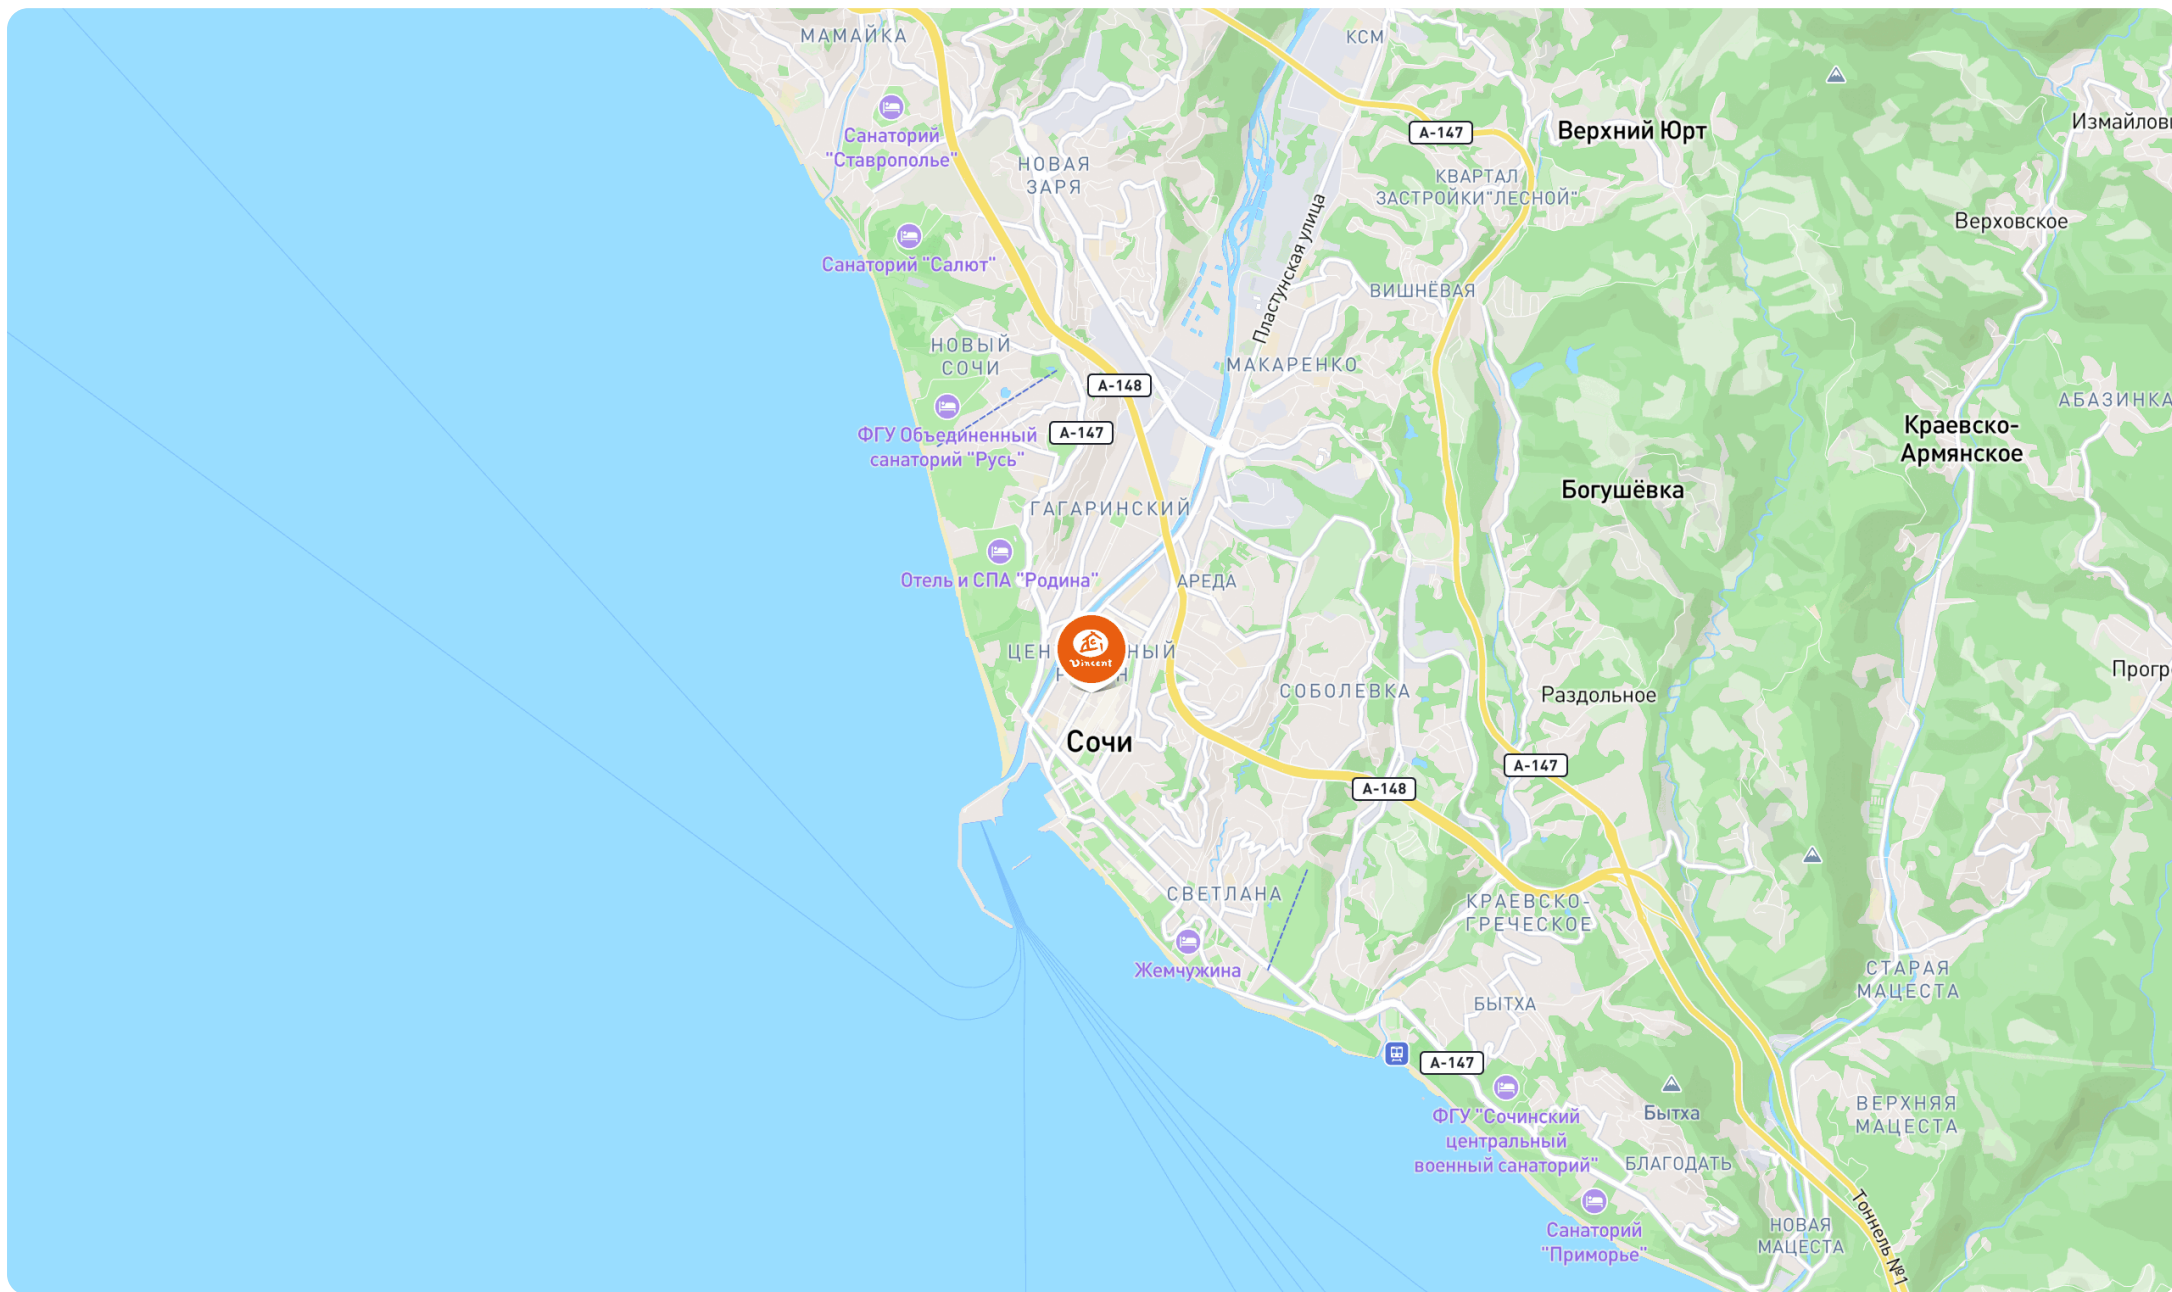 МАМАЙКА
КСМ
Санаторий
"Ставрополье"
А-147
Верхний Юрт
Измайлов
НОВАЯ
ЗАРЯ
КВАРТАЛ
ЗАСТРОЙКИ"ЛЕСНОЙ"
Верховское
Санаторий "Салют"
Пластунская улица
ВИШНЁВАЯ
НОВЫЙ
СОЧИ
МАКАРЕНКО
А-148
АБАЗИНКА
ФГУ Объединенный
санаторий "Русь"
А-147
Краевско-
Армянское
Богушёвка
ГАГАРИНСКИЙ
Отель и СПА "Родина"
АРЕДА
Vincent
СОБОЛЕВКА
Раздольное
Прогр
Сочи
А-147
А-148
СВЕТЛАНА
КРАЕВСКО-
ГРЕЧЕСКОЕ
Жемчужина
СТАРАЯ
МАЦЕСТА
БЫТХА
А-147
ФГУ "Сочинский
центральный
военный санаторий"
Бытха
ВЕРХНЯЯ
МАЦЕСТА
БЛАГОДАТЬ
Санаторий
"Приморье"
НОВАЯ
МАЦЕСТА
Тоннель №1